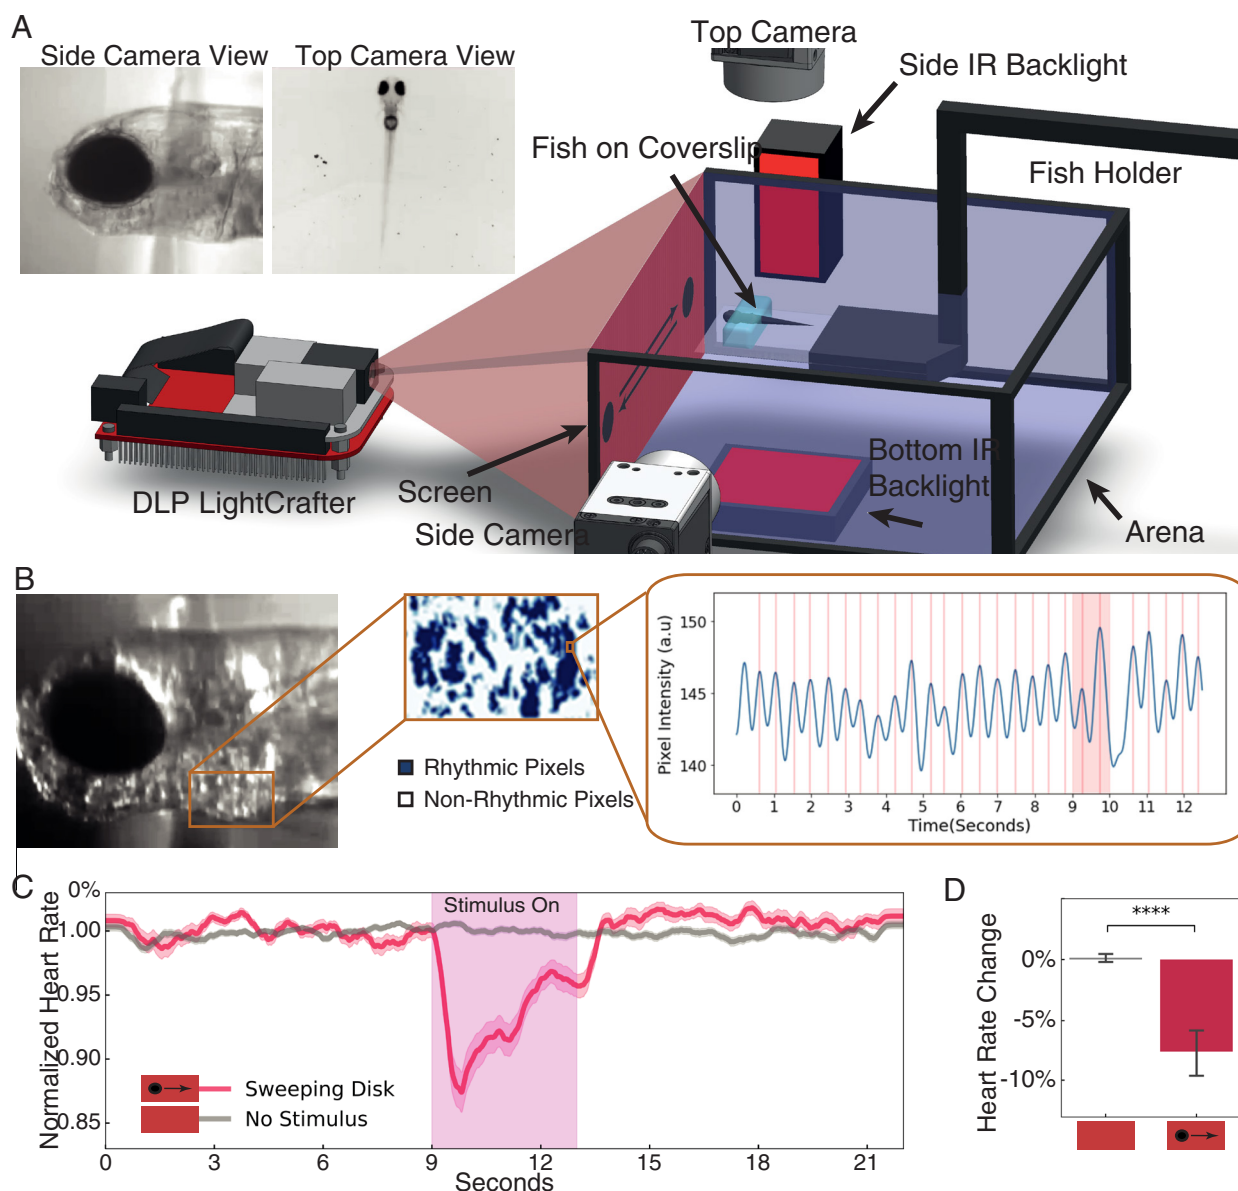 A
Side Camera View
Top Camera View
Top Camera
Side IR Backlight
Fish on Coverslip
Fish Holder
DLP LightCrafter
Screen
Side Camera
Bottom IR
Backlight
Arena
B
Rhythmic Pixels
Non-Rhythmic Pixels
Pixel Intensity (a.u)
150
145
140
0 1 2 3 4 5 6 7 8 9 10 11 12
Time(Seconds)
C
Normalized Heart Rate
0%
1.00
0.95
0.90
0.85
Stimulus On
Sweeping Disk
No Stimulus
0 3 6 9 12 15 18 21
Seconds
D
Heart Rate Change
****
0%
-5%
-10%